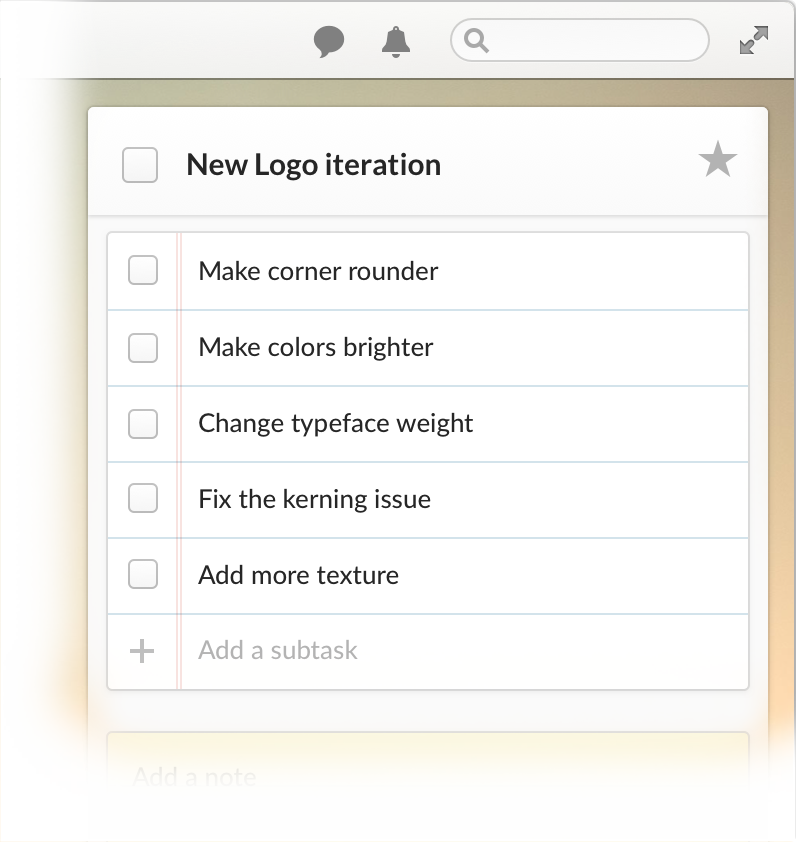 New Logo iteration
Make corner rounder
Make colors brighter
Change typeface weight
Fix the kerning issue
Add more texture
Add a subtask
Add a note